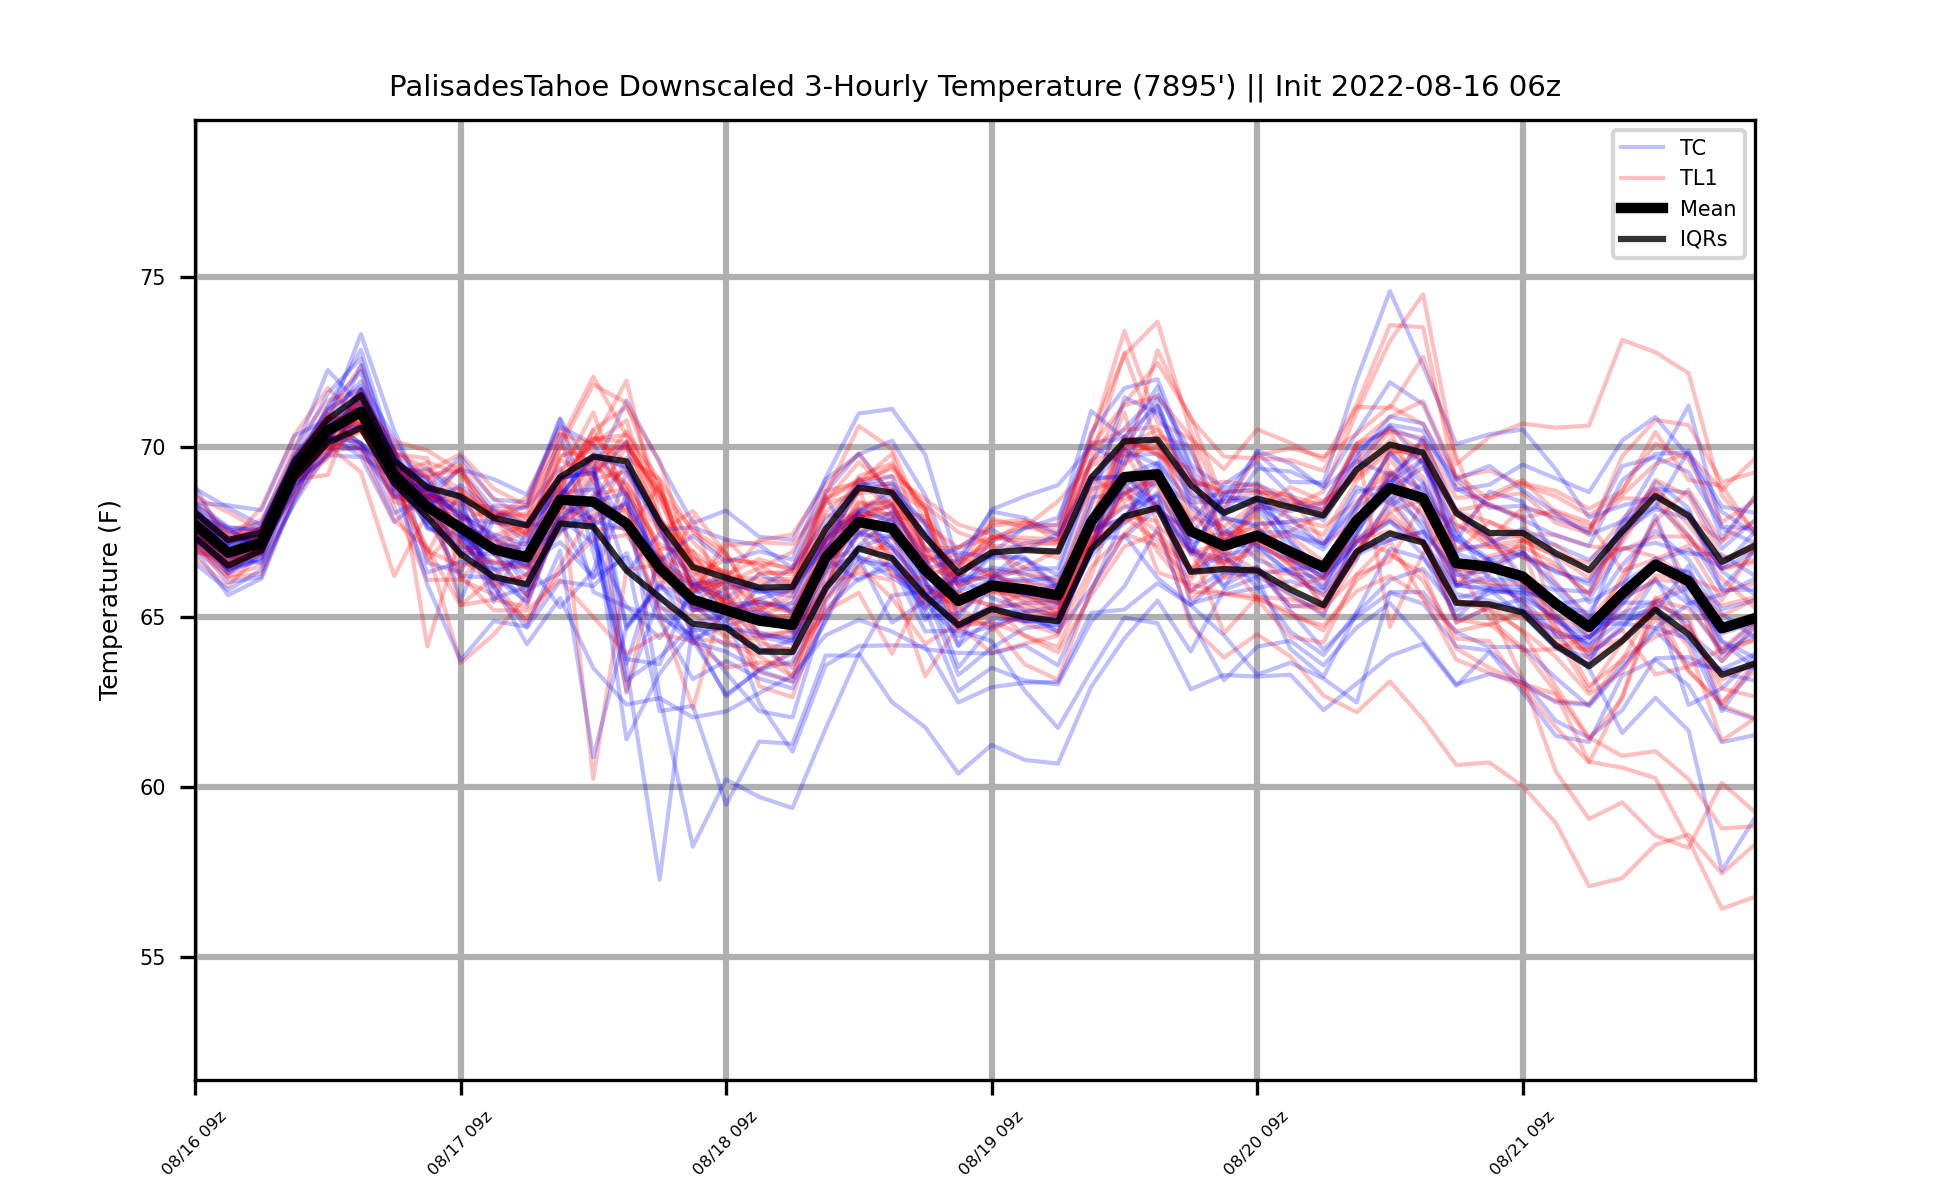 PalisadesTahoe Downscaled 3-Hourly Temperature (7895') || Init 2022-08-16 06z
TC
TL1
Mean
IQRs
Temperature (F)
75
70
65
60
55
08/16 09z
08/17 09z
08/18 09z
08/19 09z
08/20 09z
08/21 09z